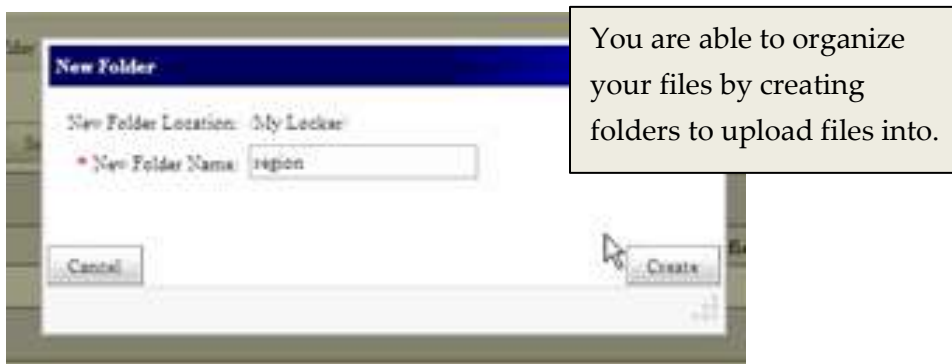 New Folder
You are able to organize
your files by creating
folders to upload files into.
New Folder Location: My Locker
* New Folder Name: region
Cancel
Create